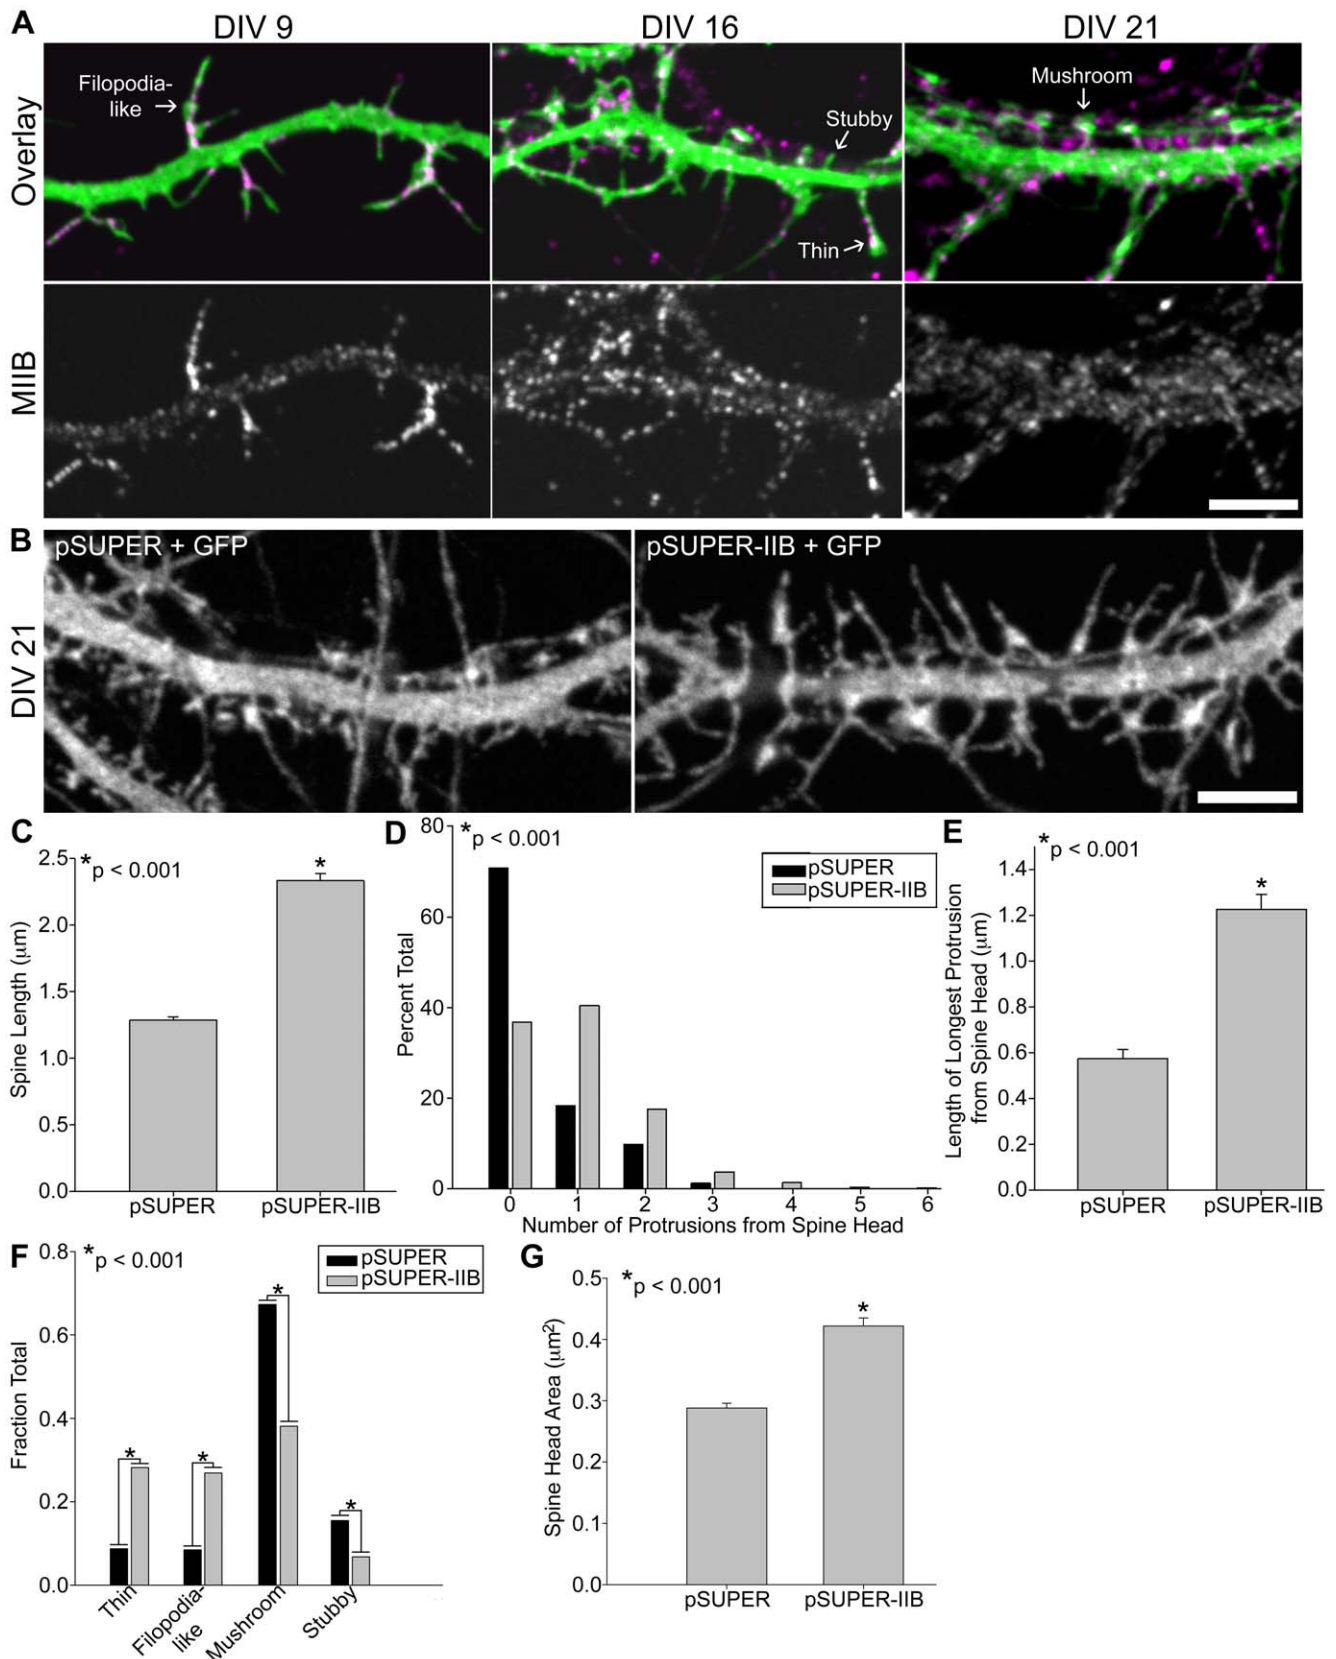 A
DIV 9
DIV 16
DIV 21
Overlay
Filopodia-
like
Stubby
Thin
Mushroom
MIIB
B
pSUPER + GFP
pSUPER-IIB + GFP
DIV 21
C
*p < 0.001
*
Spine Length (μm)
2.5
2.0
1.5
1.0
0.5
0.0
pSUPER
pSUPER-IIB
D
*p < 0.001
pSUPER
pSUPER-IIB
Percent Total
80
60
40
20
0
0 1 2 3 4 5 6
Number of Protrusions from Spine Head
E
*p < 0.001
*
Length of Longest Protrusion
from Spine Head (μm)
1.4
1.2
1.0
0.8
0.6
0.4
0.2
0.0
pSUPER
pSUPER-IIB
F
*p < 0.001
pSUPER
pSUPER-IIB
Fraction Total
0.8
0.6
0.4
0.2
0.0
*
*
*
*
Thin
Filopodia-
like
Mushroom
Stubby
G
*p < 0.001
*
Spine Head Area (μm²)
0.5
0.4
0.3
0.2
0.1
0.0
pSUPER
pSUPER-IIB